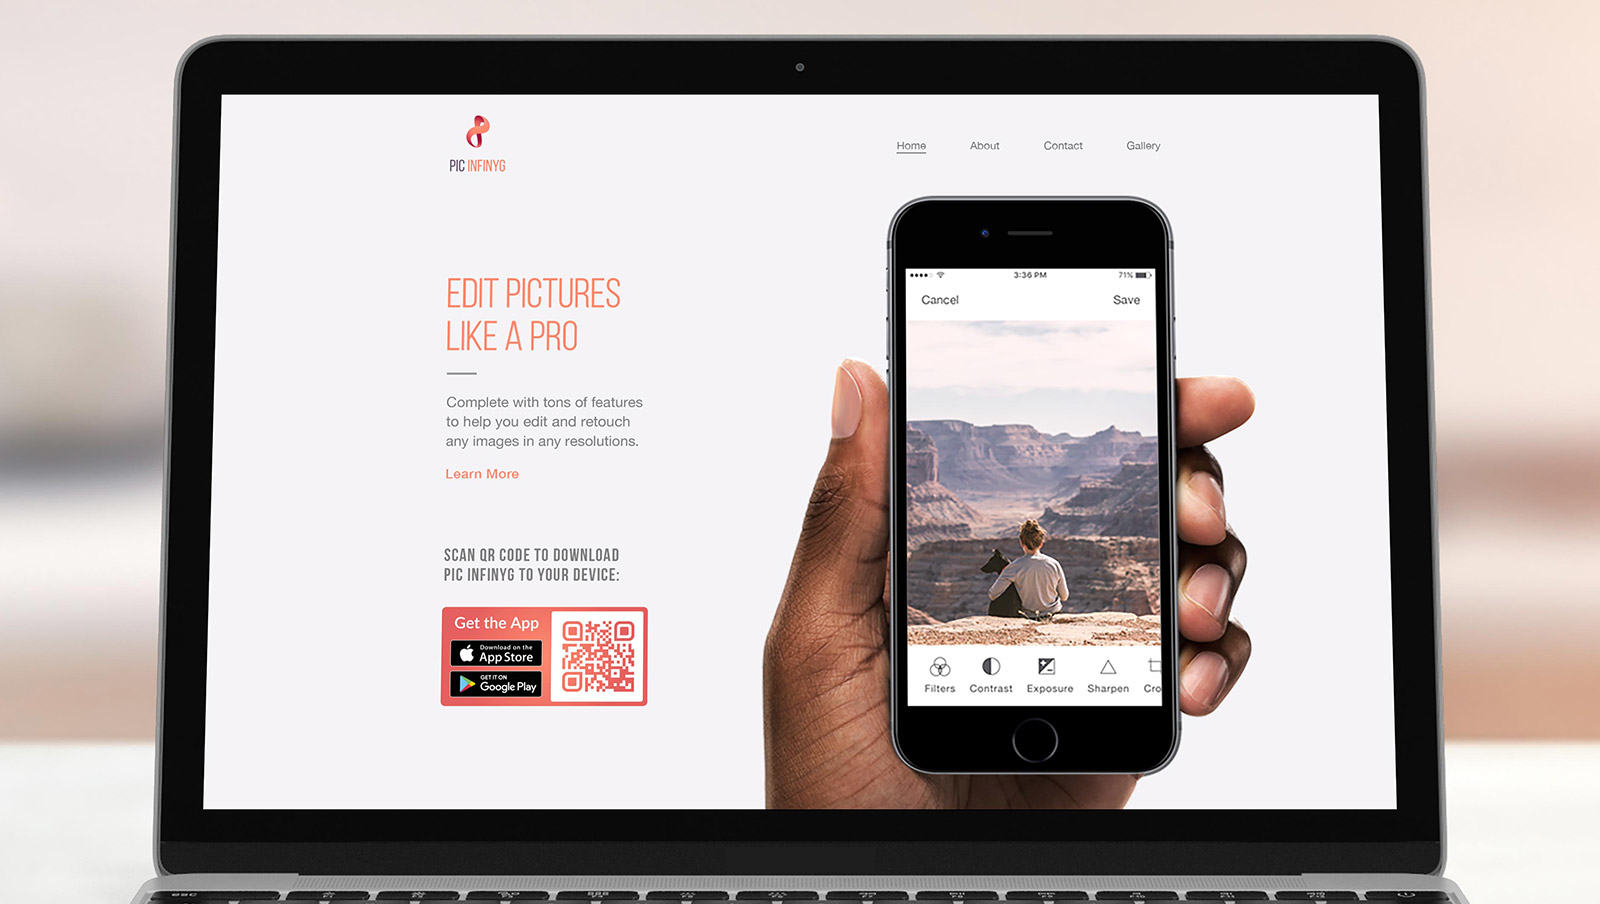 PIC INFINYG
Home
About
Contact
Gallery
EDIT PICTURES
LIKE A PRO
Complete with tons of features
to help you edit and retouch
any images in any resolutions.
Learn More
SCAN QR CODE TO DOWNLOAD
PIC INFINYG TO YOUR DEVICE:
Get the App
Download on the
App Store
GET IT ON
Google Play
3:36 PM
71%
Cancel
Save
Filters
Contrast
Exposure
Sharpen
Cro
esc